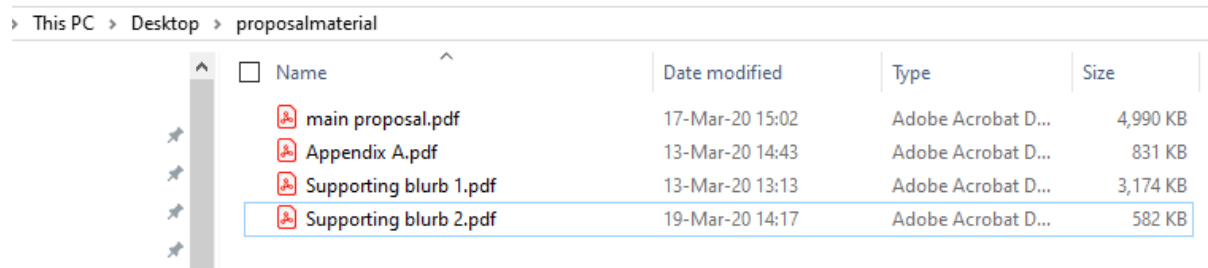 > This PC > Desktop > proposalmaterial
Name Date modified Type Size
main proposal.pdf 17-Mar-20 15:02 Adobe Acrobat D... 4,990 KB
Appendix A.pdf 13-Mar-20 14:43 Adobe Acrobat D... 831 KB
Supporting blurb 1.pdf 13-Mar-20 13:13 Adobe Acrobat D... 3,174 KB
Supporting blurb 2.pdf 19-Mar-20 14:17 Adobe Acrobat D... 582 KB